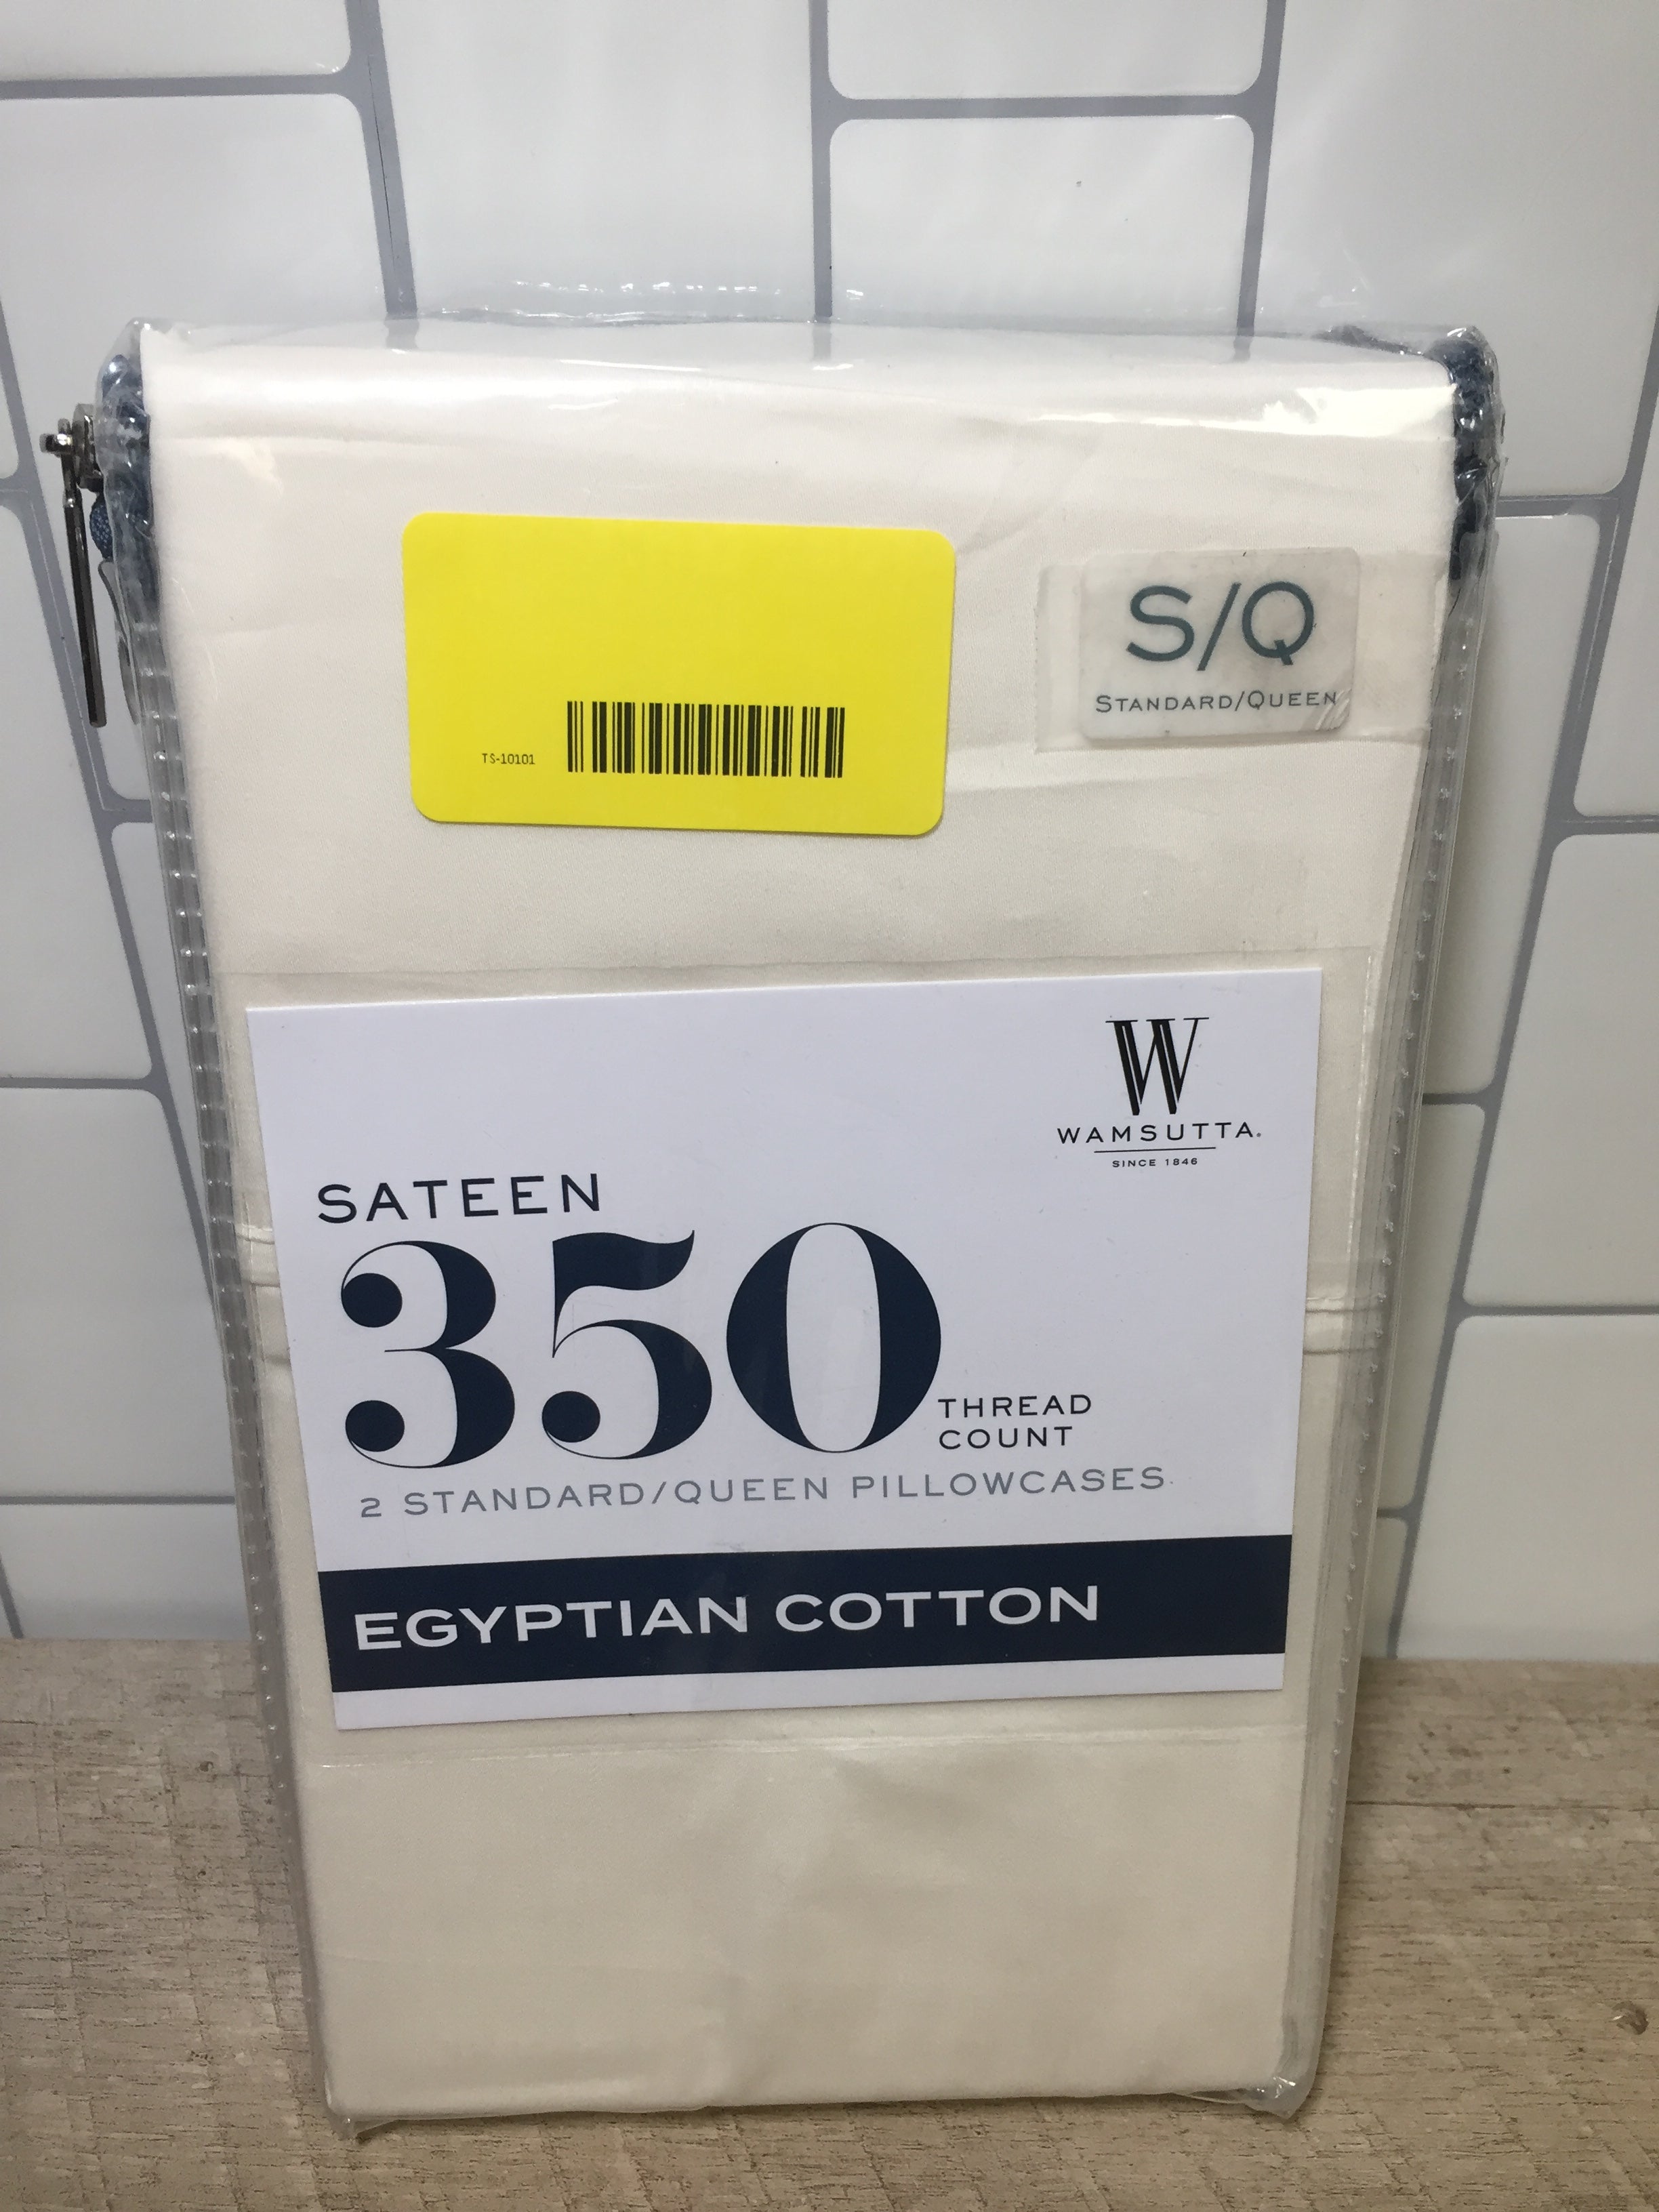 TS-10101
S/Q
STANDARD/QUEEN
W
WAMSUTTA.
SINCE 1846
SATEEN
350
THREAD
COUNT
2 STANDARD/QUEEN PILLOWCASES
EGYPTIAN COTTON